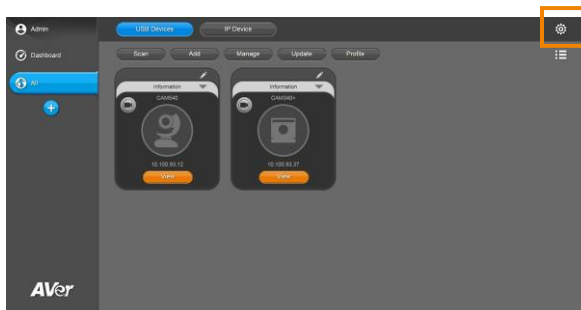 Admin
USB Devices
IP Device
Dashboard
Scan
Add
Manage
Update
Profile
All
Information
Information
CAM540
CAM340+
10.100.93.12
10.100.93.37
View
View
AVer